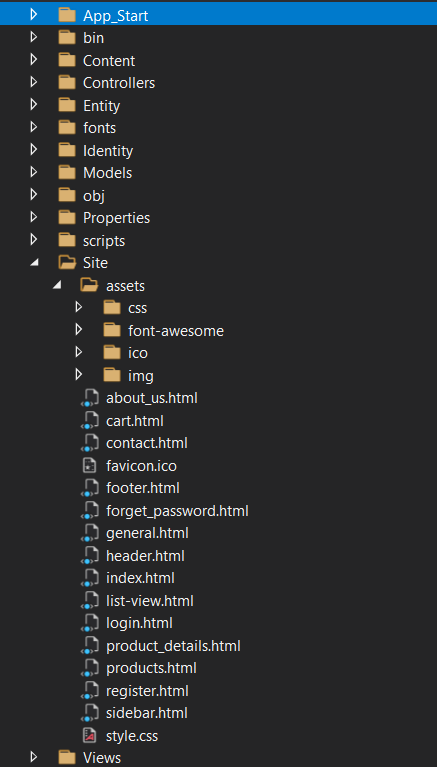 App_Start
bin
Content
Controllers
Entity
fonts
Identity
Models
obj
Properties
scripts
Site
assets
css
font-awesome
ico
img
about_us.html
cart.html
contact.html
favicon.ico
footer.html
forget_password.html
general.html
header.html
index.html
list-view.html
login.html
product_details.html
products.html
register.html
sidebar.html
style.css
Views